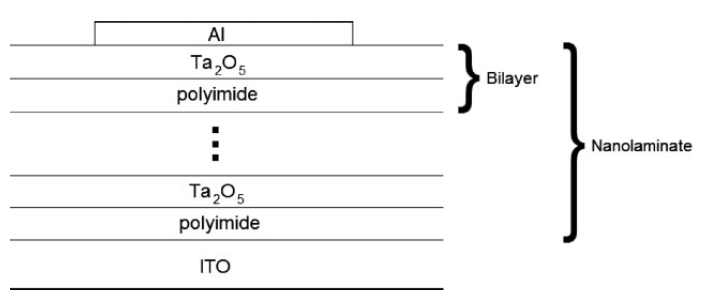 Al
Ta₂O₅
polyimide
Bilayer
Nanolaminate
Ta₂O₅
polyimide
ITO